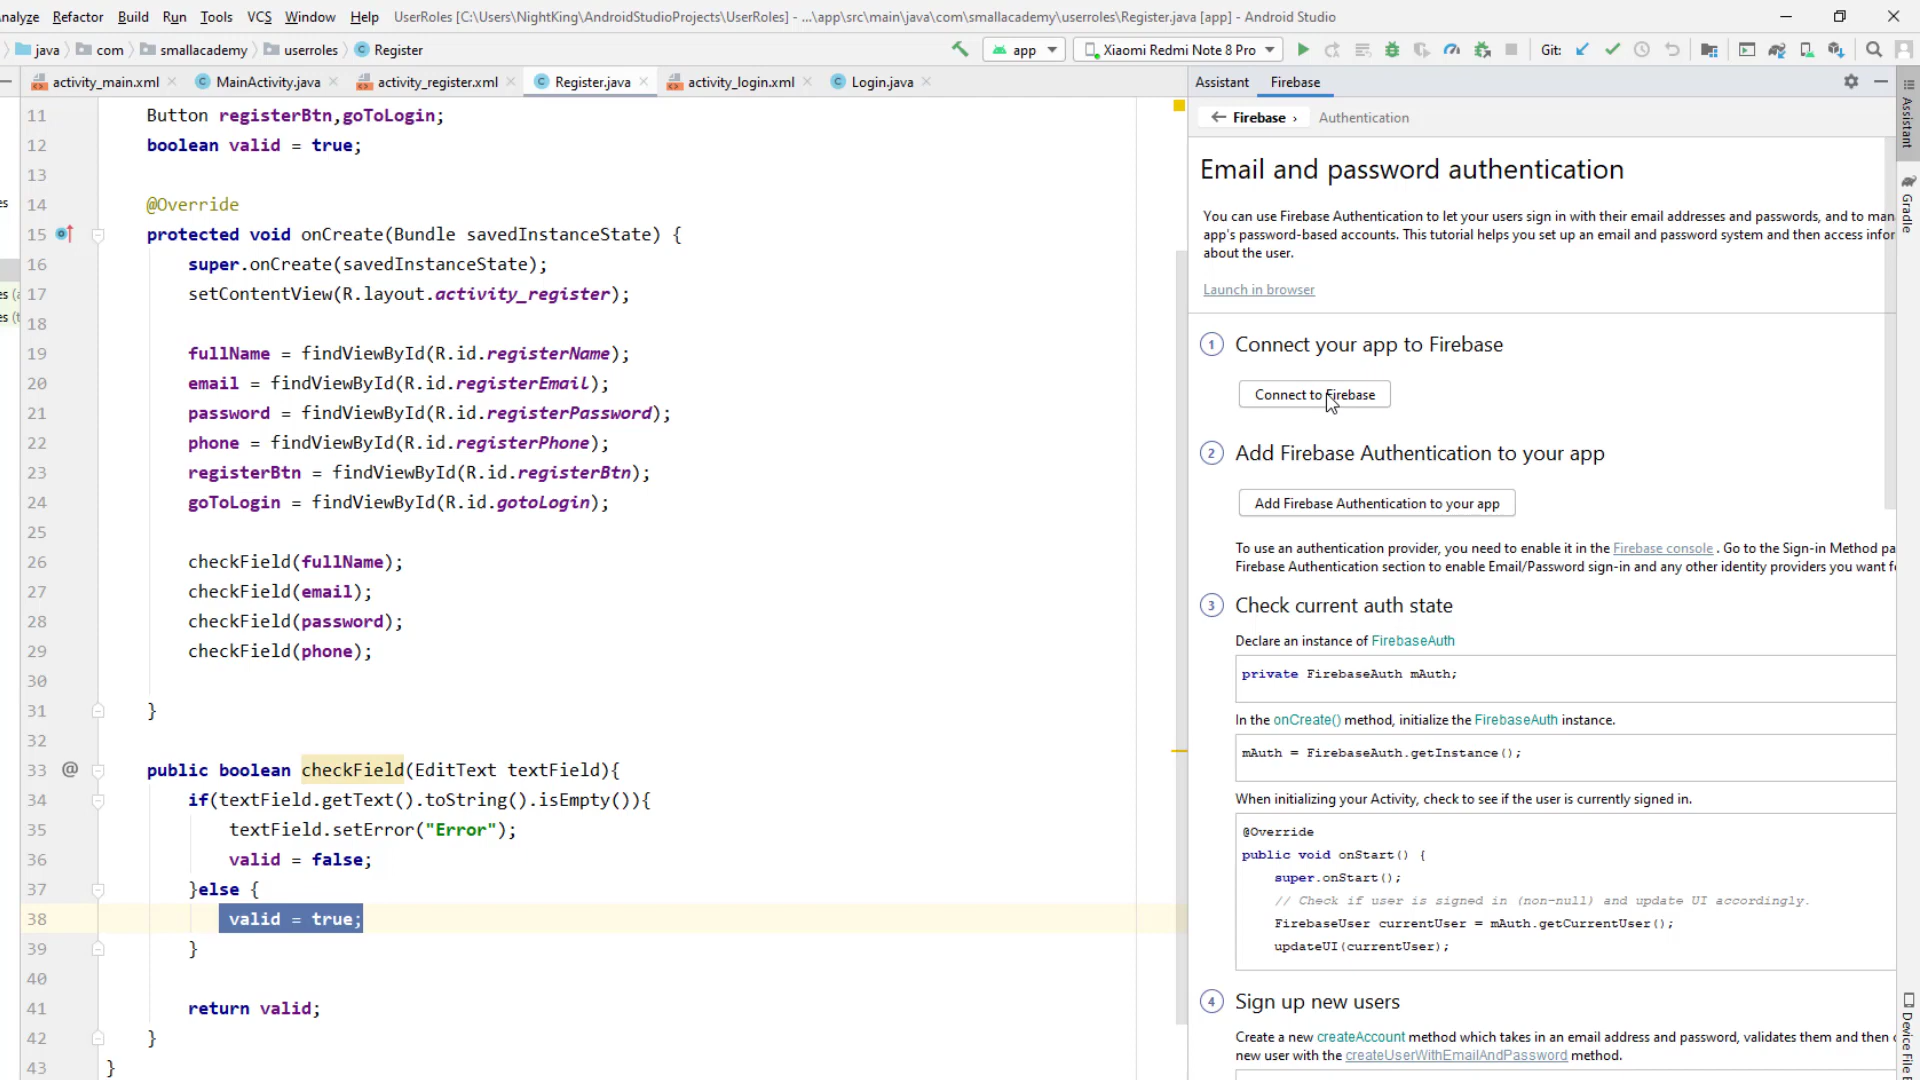 nalyze Refactor Build Run Tools VCS Window Help UserRoles [C:\Users\NightKing\AndroidStudioProjects\UserRoles] - ...\app\src\main\java\com\smallacademy\userroles\Register.java [app] - Android Studio
java com smallacademy userroles Register app Xiaomi Redmi Note 8 Pro Git:
activity_main.xml MainActivity.java activity_register.xml Register.java activity_login.xml Login.java
Assistant Firebase
11 Button registerBtn,goToLogin;
12 boolean valid = true;
13
14 @Override
15 protected void onCreate(Bundle savedInstanceState) {
16 super.onCreate(savedInstanceState);
17 setContentView(R.layout.activity_register);
18
19 fullName = findViewById(R.id.registerName);
20 email = findViewById(R.id.registerEmail);
21 password = findViewById(R.id.registerPassword);
22 phone = findViewById(R.id.registerPhone);
23 registerBtn = findViewById(R.id.registerBtn);
24 goToLogin = findViewById(R.id.gotoLogin);
25
26 checkField(fullName);
27 checkField(email);
28 checkField(password);
29 checkField(phone);
30
31 }
32
33 @ public boolean checkField(EditText textField){
34 if(textField.getText().toString().isEmpty()){
35 textField.setError("Error");
36 valid = false;
37 }else {
38 valid = true;
39 }
40
41 return valid;
42 }
43 }
es
es (a
es (t
← Firebase › Authentication
Email and password authentication
You can use Firebase Authentication to let your users sign in with their email addresses and passwords, and to man
app's password-based accounts. This tutorial helps you set up an email and password system and then access infor
about the user.
Launch in browser
1 Connect your app to Firebase
Connect to Firebase
2 Add Firebase Authentication to your app
Add Firebase Authentication to your app
To use an authentication provider, you need to enable it in the Firebase console . Go to the Sign-in Method pa
Firebase Authentication section to enable Email/Password sign-in and any other identity providers you want f
3 Check current auth state
Declare an instance of FirebaseAuth
private FirebaseAuth mAuth;
In the onCreate() method, initialize the FirebaseAuth instance.
mAuth = FirebaseAuth.getInstance();
When initializing your Activity, check to see if the user is currently signed in.
@Override
public void onStart() {
super.onStart();
// Check if user is signed in (non-null) and update UI accordingly.
FirebaseUser currentUser = mAuth.getCurrentUser();
updateUI(currentUser);
4 Sign up new users
Create a new createAccount method which takes in an email address and password, validates them and then c
new user with the createUserWithEmailAndPassword method.
Assistant
Gradle
Device File